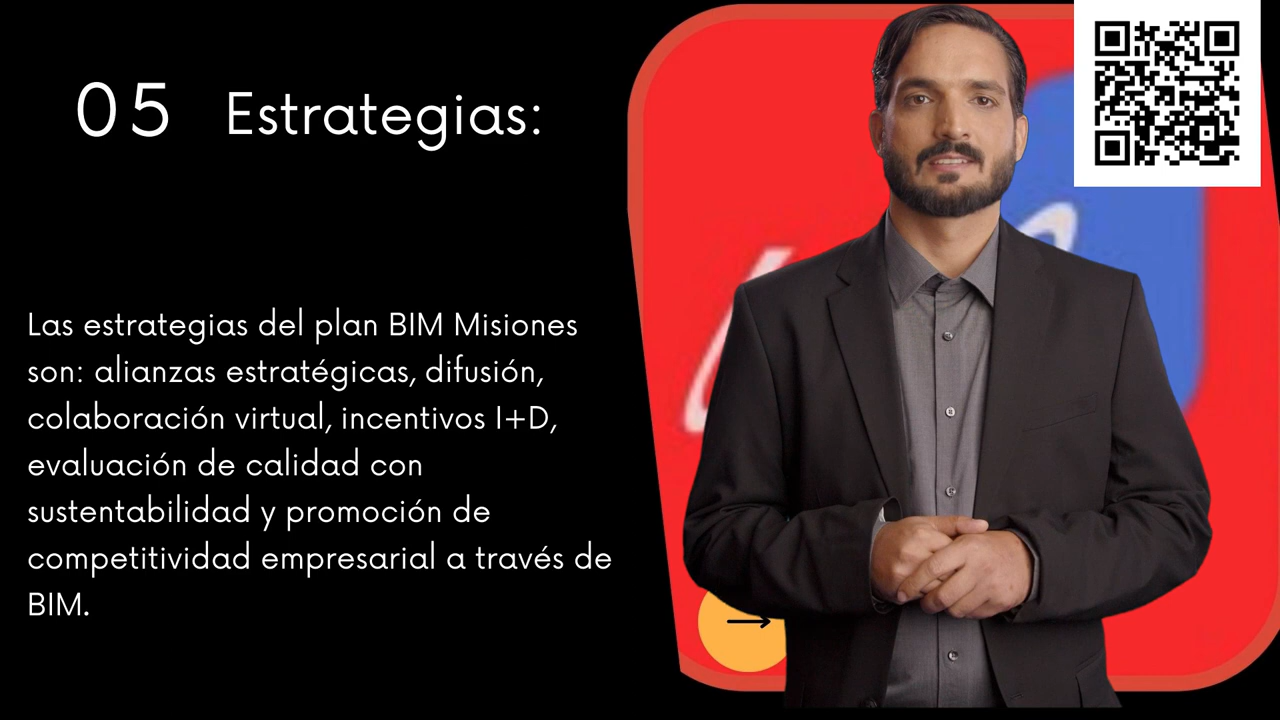 05 Estrategias:
Las estrategias del plan BIM Misiones
son: alianzas estratégicas, difusión,
colaboración virtual, incentivos I+D,
evaluación de calidad con
sustentabilidad y promoción de
competitividad empresarial a través de
BIM.